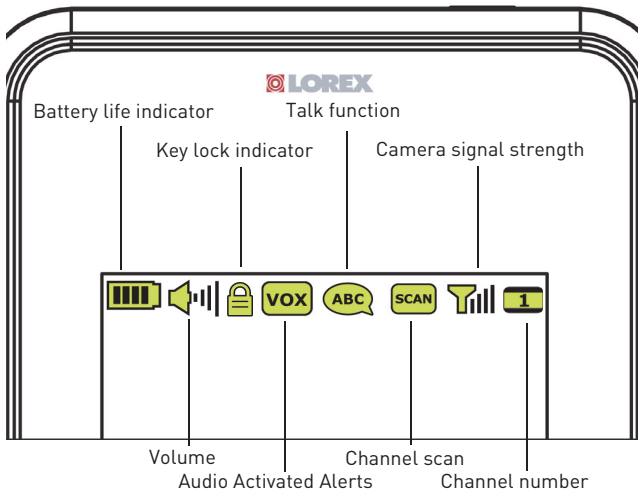 LOREX
Battery life indicator
Talk function
Key lock indicator
Camera signal strength
VOX
ABC
SCAN
1
Volume
Channel scan
Audio Activated Alerts
Channel number